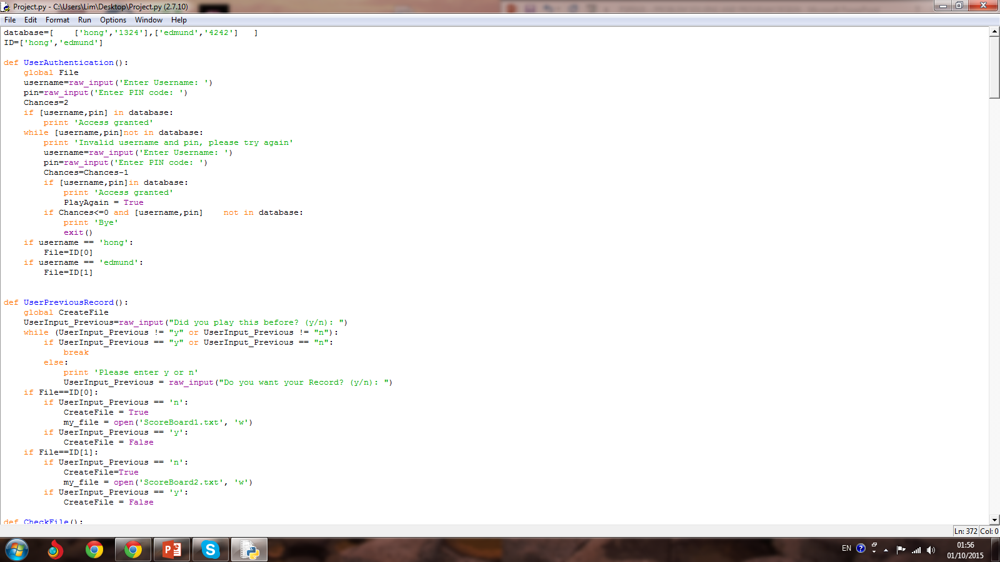 Project.py - C:\Users\Lim\Desktop\Project.py (2.7.10)
File Edit Format Run Options Window Help
database=[    ['hong','1324'],['edmund','4242']   ]
ID=['hong','edmund']
def UserAuthentication():
    global File
    username=raw_input('Enter Username: ')
    pin=raw_input('Enter PIN code: ')
    Chances=2
    if [username,pin] in database:
        print 'Access granted'
    while [username,pin]not in database:
        print 'Invalid username and pin, please try again'
        username=raw_input('Enter Username: ')
        pin=raw_input('Enter PIN code: ')
        Chances=Chances-1
        if [username,pin]in database:
            print 'Access granted'
            PlayAgain = True
        if Chances<=0 and [username,pin]    not in database:
            print 'Bye'
            exit()
    if username == 'hong':
        File=ID[0]
    if username == 'edmund':
        File=ID[1]
def UserPreviousRecord():
    global CreateFile
    UserInput_Previous=raw_input("Did you play this before? (y/n): ")
    while (UserInput_Previous != "y" or UserInput_Previous != "n"):
        if UserInput_Previous == "y" or UserInput_Previous == "n":
            break
        else:
            print 'Please enter y or n'
            UserInput_Previous = raw_input("Do you want your Record? (y/n): ")
    if File==ID[0]:
        if UserInput_Previous == 'n':
            CreateFile = True
            my_file = open('ScoreBoard1.txt', 'w')
        if UserInput_Previous == 'y':
            CreateFile = False
    if File==ID[1]:
        if UserInput_Previous == 'n':
            CreateFile=True
            my_file = open('ScoreBoard2.txt', 'w')
        if UserInput_Previous == 'y':
            CreateFile = False
def CheckFile():
Ln: 372 Col: 0
EN
01:56
01/10/2015